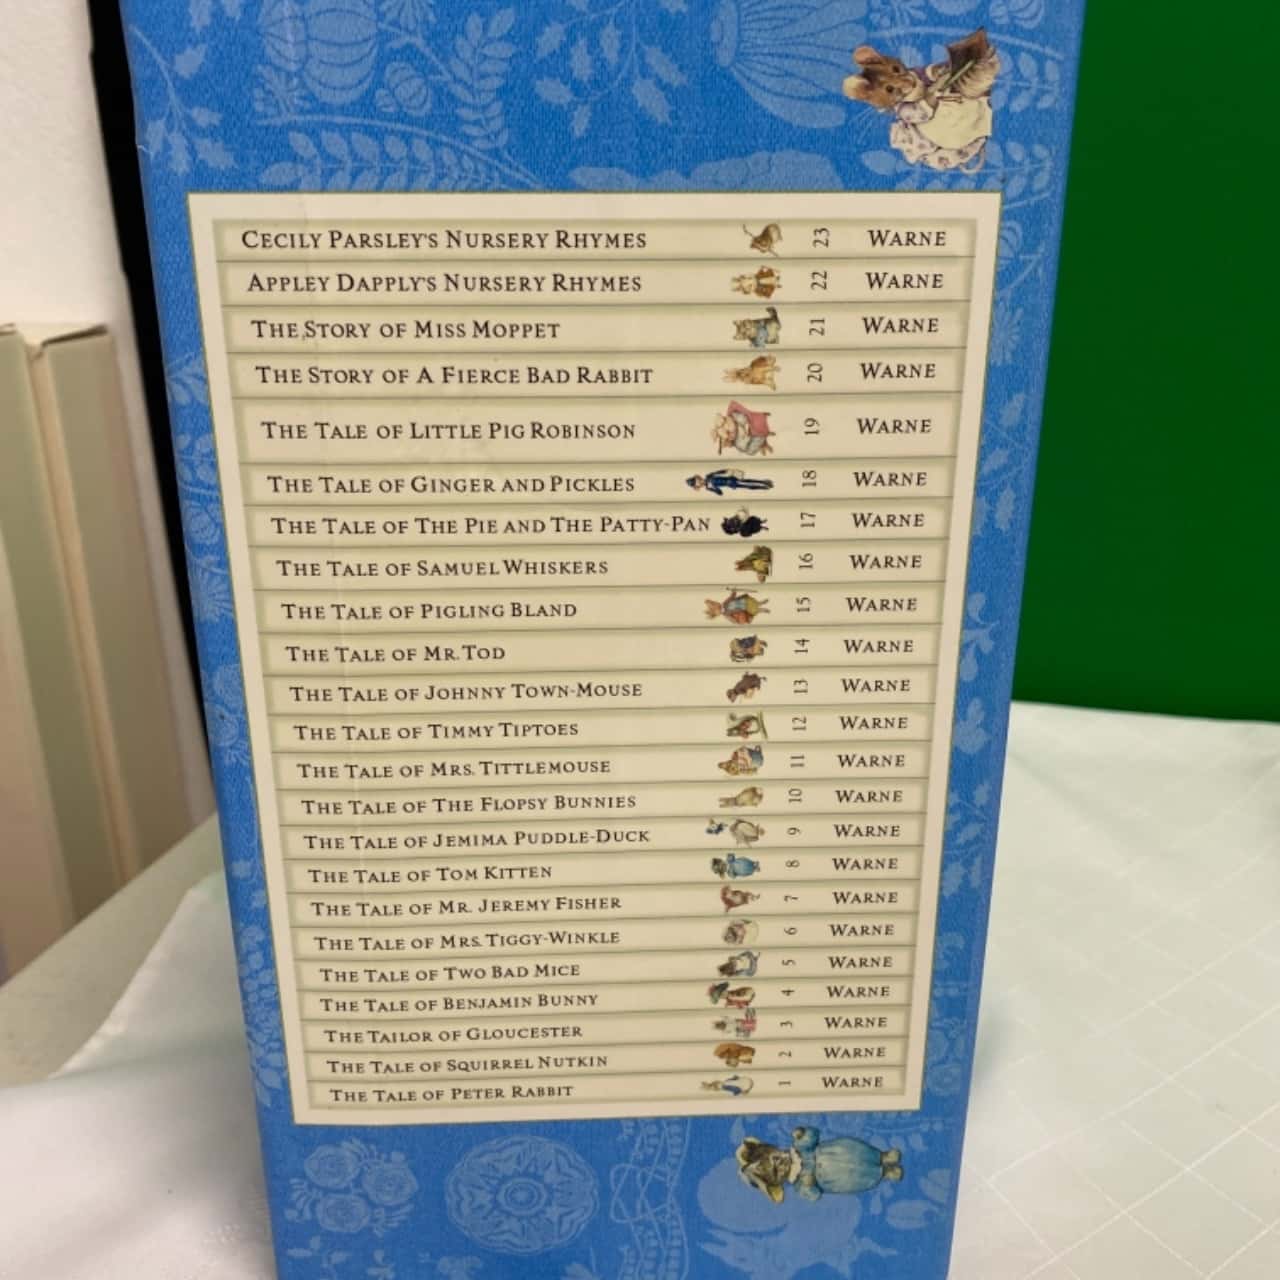 CECILY PARSLEY'S NURSERY RHYMES 23 WARNE
APPLEY DAPPLY'S NURSERY RHYMES 22 WARNE
THE STORY OF MISS MOPPET 21 WARNE
THE STORY OF A FIERCE BAD RABBIT 20 WARNE
THE TALE OF LITTLE PIG ROBINSON 19 WARNE
THE TALE OF GINGER AND PICKLES 18 WARNE
THE TALE OF THE PIE AND THE PATTY-PAN 17 WARNE
THE TALE OF SAMUEL WHISKERS 16 WARNE
THE TALE OF PIGLING BLAND 15 WARNE
THE TALE OF MR. TOD 14 WARNE
THE TALE OF JOHNNY TOWN-MOUSE 13 WARNE
THE TALE OF TIMMY TIPTOES 12 WARNE
THE TALE OF MRS. TITTLEMOUSE 11 WARNE
THE TALE OF THE FLOPSY BUNNIES 10 WARNE
THE TALE OF JEMIMA PUDDLE-DUCK 9 WARNE
THE TALE OF TOM KITTEN 8 WARNE
THE TALE OF MR. JEREMY FISHER 7 WARNE
THE TALE OF MRS. TIGGY-WINKLE 6 WARNE
THE TALE OF TWO BAD MICE 5 WARNE
THE TALE OF BENJAMIN BUNNY 4 WARNE
THE TAILOR OF GLOUCESTER 3 WARNE
THE TALE OF SQUIRREL NUTKIN 2 WARNE
THE TALE OF PETER RABBIT 1 WARNE